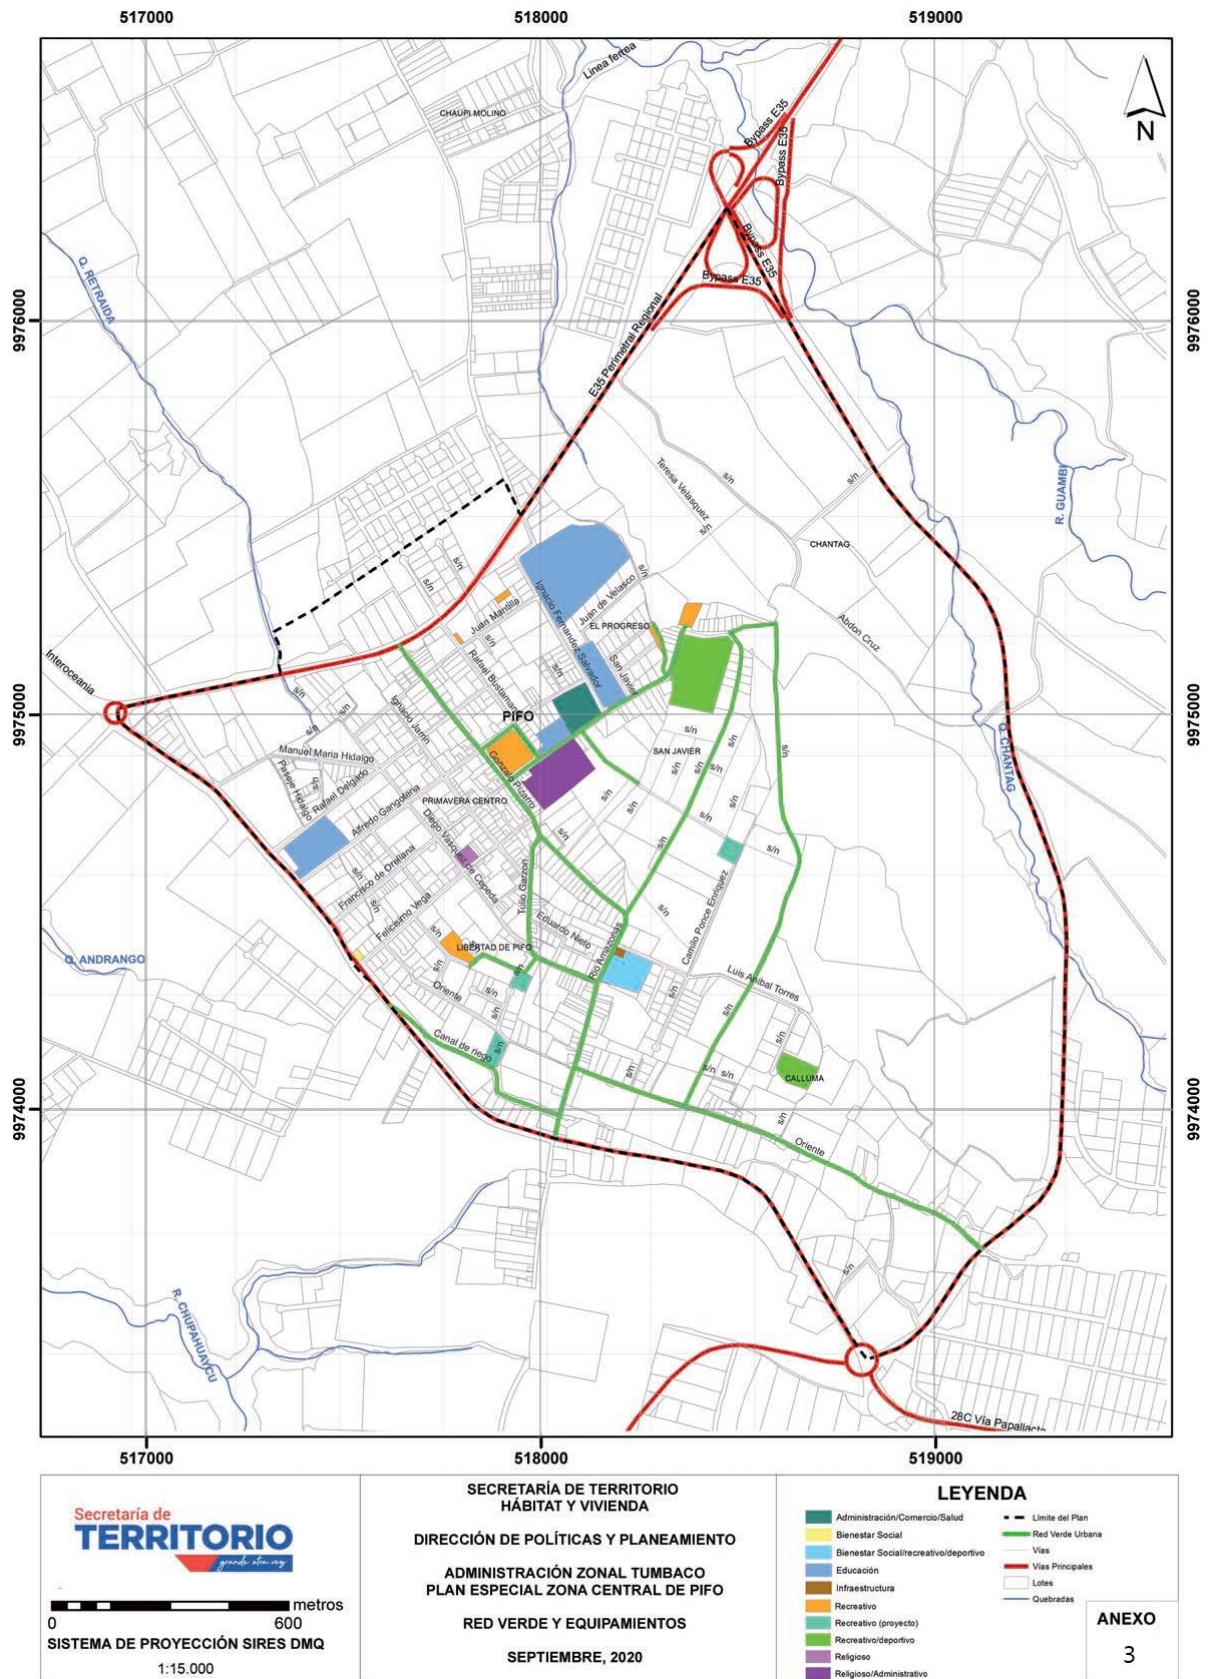 517000
518000
519000
Línea ferrea
CHAUPI MOLINO
Bypass E35
Bypass E35
N
Q. RETRAIDA
Bypass E35
Bypass E35
9976000
9976000
E35 Perimetral Regional
s/n
Teresa Velasquez
s/n
s/n
R. GUAMBI
CHANTAG
s/n
s/n
s/n
Ignacio Fernandez Salvador
Juan de Velasco
Juan Mantilla
EL PROGRESO
Abdon Cruz
s/n
Interoceania
Rafael Bustamante
s/n
San Javier
s/n
Ignacio Jarrin
s/n
9975000
9975000
PIFO
s/n
s/n
s/n
s/n
Q. CHANTAG
Manuel Maria Hidalgo
Gonzalo Pizarro
SAN JAVIER
s/n
s/n
s/n
Pasaje Hidalgo
s/n
Rafael Delgado
Alfredo Gangotena
PRIMAVERA CENTRO
s/n
s/n
s/n
s/n
s/n
Diego Vasquez de Cepeda
s/n
s/n
Francisco de Orellana
s/n
Tulio Garzon
Camilo Ponce Enriquez
s/n
Felicisimo Vega
s/n
Eduardo Nieto
s/n
LIBERTAD DE PIFO
Rio Amazonas
Q. ANDRANGO
s/n
s/n
Luis Anibal Torres
Oriente
s/n
s/n
s/n
s/n
Canal de riego
s/n
s/n
s/n
s/n
s/n
CALLUMA
9974000
9974000
s/n
Oriente
s/n
R. CHUPAHUAYCU
28C Vía Papallacta
517000
518000
519000
Secretaría de
TERRITORIO
grande otra vez
metros
0
600
SISTEMA DE PROYECCIÓN SIRES DMQ
1:15.000
SECRETARÍA DE TERRITORIO
HÁBITAT Y VIVIENDA
DIRECCIÓN DE POLÍTICAS Y PLANEAMIENTO
ADMINISTRACIÓN ZONAL TUMBACO
PLAN ESPECIAL ZONA CENTRAL DE PIFO
RED VERDE Y EQUIPAMIENTOS
SEPTIEMBRE, 2020
LEYENDA
Administración/Comercio/Salud
Bienestar Social
Bienestar Social/recreativo/deportivo
Educación
Infraestructura
Recreativo
Recreativo (proyecto)
Recreativo/deportivo
Religioso
Religioso/Administrativo
Límite del Plan
Red Verde Urbana
Vías
Vías Principales
Lotes
Quebradas
ANEXO
3